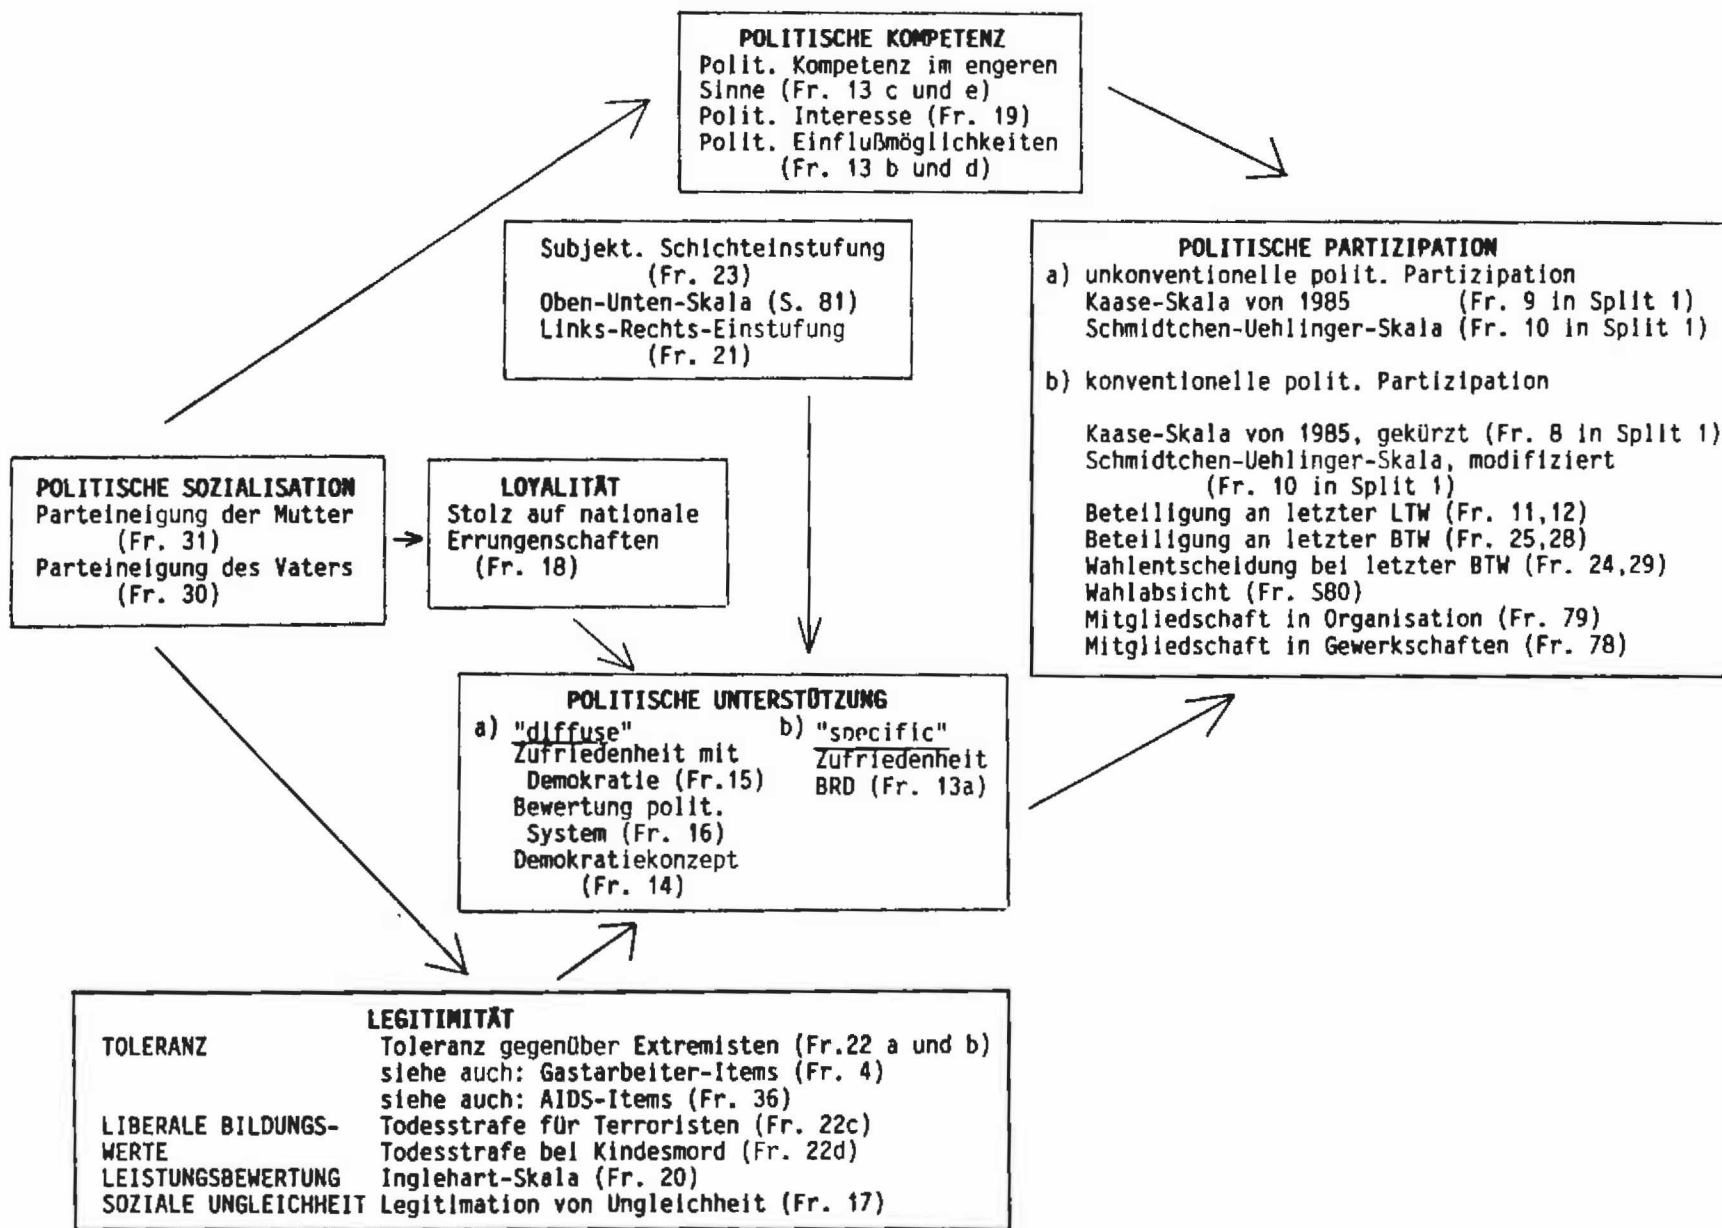 POLITISCHE KOMPETENZ
Polit. Kompetenz im engeren
Sinne (Fr. 13 c und e)
Polit. Interesse (Fr. 19)
Polit. Einflußmöglichkeiten
(Fr. 13 b und d)
Subjekt. Schichteinstufung
(Fr. 23)
Oben-Unten-Skala (S. 81)
Links-Rechts-Einstufung
(Fr. 21)
POLITISCHE PARTIZIPATION
a) unkonventionelle polit. Partizipation
Kaase-Skala von 1985 (Fr. 9 in Split 1)
Schmidtchen-Uehlinger-Skala (Fr. 10 in Split 1)
b) konventionelle polit. Partizipation
Kaase-Skala von 1985, gekürzt (Fr. 8 in Split 1)
Schmidtchen-Uehlinger-Skala, modifiziert
(Fr. 10 in Split 1)
Beteiligung an letzter LTW (Fr. 11,12)
Beteiligung an letzter BTW (Fr. 25,28)
Wahlentscheidung bei letzter BTW (Fr. 24,29)
Wahlabsicht (Fr. S80)
Mitgliedschaft in Organisation (Fr. 79)
Mitgliedschaft in Gewerkschaften (Fr. 78)
POLITISCHE SOZIALISATION
Parteineigung der Mutter
(Fr. 31)
Parteineigung des Vaters
(Fr. 30)
LOYALITÄT
Stolz auf nationale
Errungenschaften
(Fr. 18)
POLITISCHE UNTERSTÜTZUNG
a) "diffuse"
Zufriedenheit mit
Demokratie (Fr.15)
Bewertung polit.
System (Fr. 16)
Demokratiekonzept
(Fr. 14)
b) "specific"
Zufriedenheit
BRD (Fr. 13a)
LEGITIMITÄT
TOLERANZ Toleranz gegenüber Extremisten (Fr.22 a und b)
siehe auch: Gastarbeiter-Items (Fr. 4)
siehe auch: AIDS-Items (Fr. 36)
LIBERALE BILDUNGS- Todesstrafe für Terroristen (Fr. 22c)
WERTE Todesstrafe bei Kindesmord (Fr. 22d)
LEISTUNGSBEWERTUNG Inglehart-Skala (Fr. 20)
SOZIALE UNGLEICHHEIT Legitimation von Ungleichheit (Fr. 17)